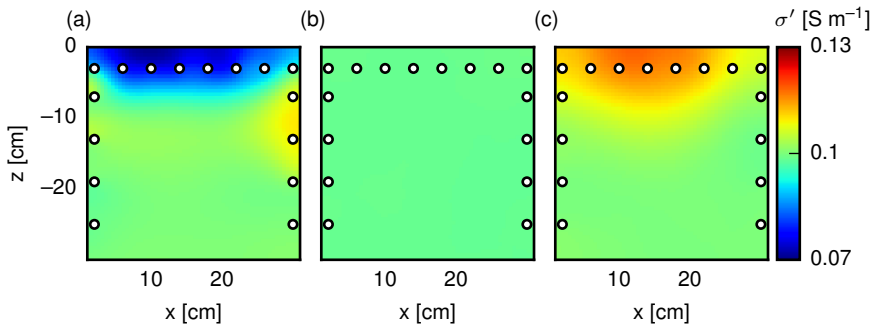 (a) (b) (c) σ′ [S m⁻¹]
0 0.13
−10
z [cm] 0.1
−20
0.07
10 20 10 20 10 20
x [cm] x [cm] x [cm]